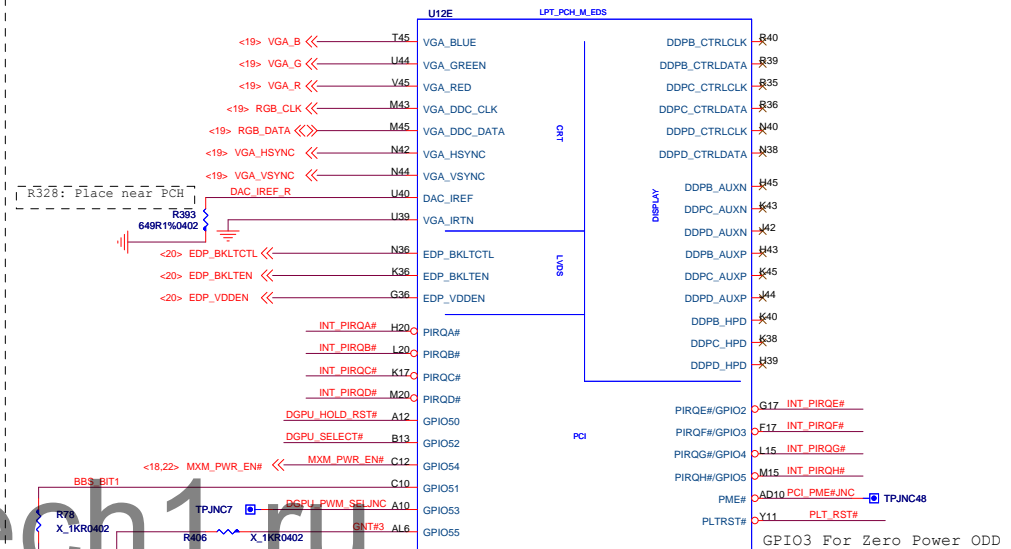 U12E LPT_PCH_M_EDS
<19> VGA_B T45 VGA_BLUE DDPB_CTRLCLK R40
<19> VGA_G U44 VGA_GREEN DDPB_CTRLDATA R39
<19> VGA_R V45 VGA_RED DDPC_CTRLCLK R35
<19> RGB_CLK M43 VGA_DDC_CLK DDPC_CTRLDATA R36
<19> RGB_DATA M45 VGA_DDC_DATA CRT DDPD_CTRLCLK N40
<19> VGA_HSYNC N42 VGA_HSYNC DDPD_CTRLDATA N38
<19> VGA_VSYNC N44 VGA_VSYNC
R328: Place near PCH DAC_IREF_R U40 DAC_IREF DISPLAY DDPB_AUXN H45
R393 DDPC_AUXN K43
649R1%0402 U39 VGA_IRTN DDPD_AUXN J42
<20> EDP_BKLTCTL N36 EDP_BKLTCTL LVDS DDPB_AUXP H43
<20> EDP_BKLTEN K36 EDP_BKLTEN DDPC_AUXP K45
<20> EDP_VDDEN G36 EDP_VDDEN DDPD_AUXP J44
DDPB_HPD K40
INT_PIRQA# H20 PIRQA#
INT_PIRQB# L20 PIRQB# DDPC_HPD K38
INT_PIRQC# K17 PIRQC# DDPD_HPD H39
INT_PIRQD# M20 PIRQD#
DGPU_HOLD_RST# A12 GPIO50 PIRQE#/GPIO2 G17 INT_PIRQE#
DGPU_SELECT# B13 GPIO52 PCI PIRQF#/GPIO3 F17 INT_PIRQF#
<18,22> MXM_PWR_EN# MXM_PWR_EN# C12 GPIO54 PIRQG#/GPIO4 L15 INT_PIRQG#
BBS_BIT1 C10 GPIO51 PIRQH#/GPIO5 M15 INT_PIRQH#
TPJNC7 DGPU_PWM_SELJNC A10 GPIO53 PME# AD10 PCI_PME#JNC TPJNC48
R78
X_1KR0402
R406 X_1KR0402 GNT#3 AL6 GPIO55 PLTRST# Y11 PLT_RST#
GPIO3 For Zero Power ODD
ech1.ru